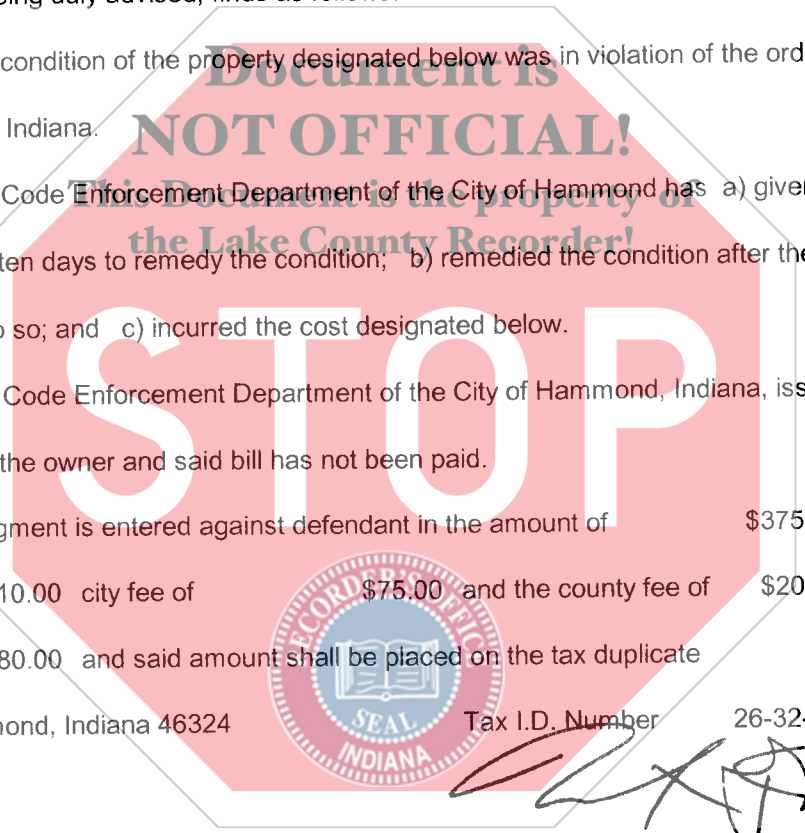 duly advised, finds as follows
condition of the property designated below was in violation of the ord
Document is
Indiana.
NOT OFFICIAL!
Code Enforcement Department of the City of Hammond has a) given
This Document is the property of
the Lake County Recorder!
ten days to remedy the condition; b) remedied the condition after the
so; and c) incurred the cost designated below.
STOP
Code Enforcement Department of the City of Hammond, Indiana, iss
the owner and said bill has not been paid.
gment is entered against defendant in the amount of $375
10.00 city fee of $75.00 and the county fee of $20
80.00 and said amount shall be placed on the tax duplicate
RECORDER'S OFFICE
SEAL
INDIANA
mond, Indiana 46324 Tax I.D. Number 26-32-